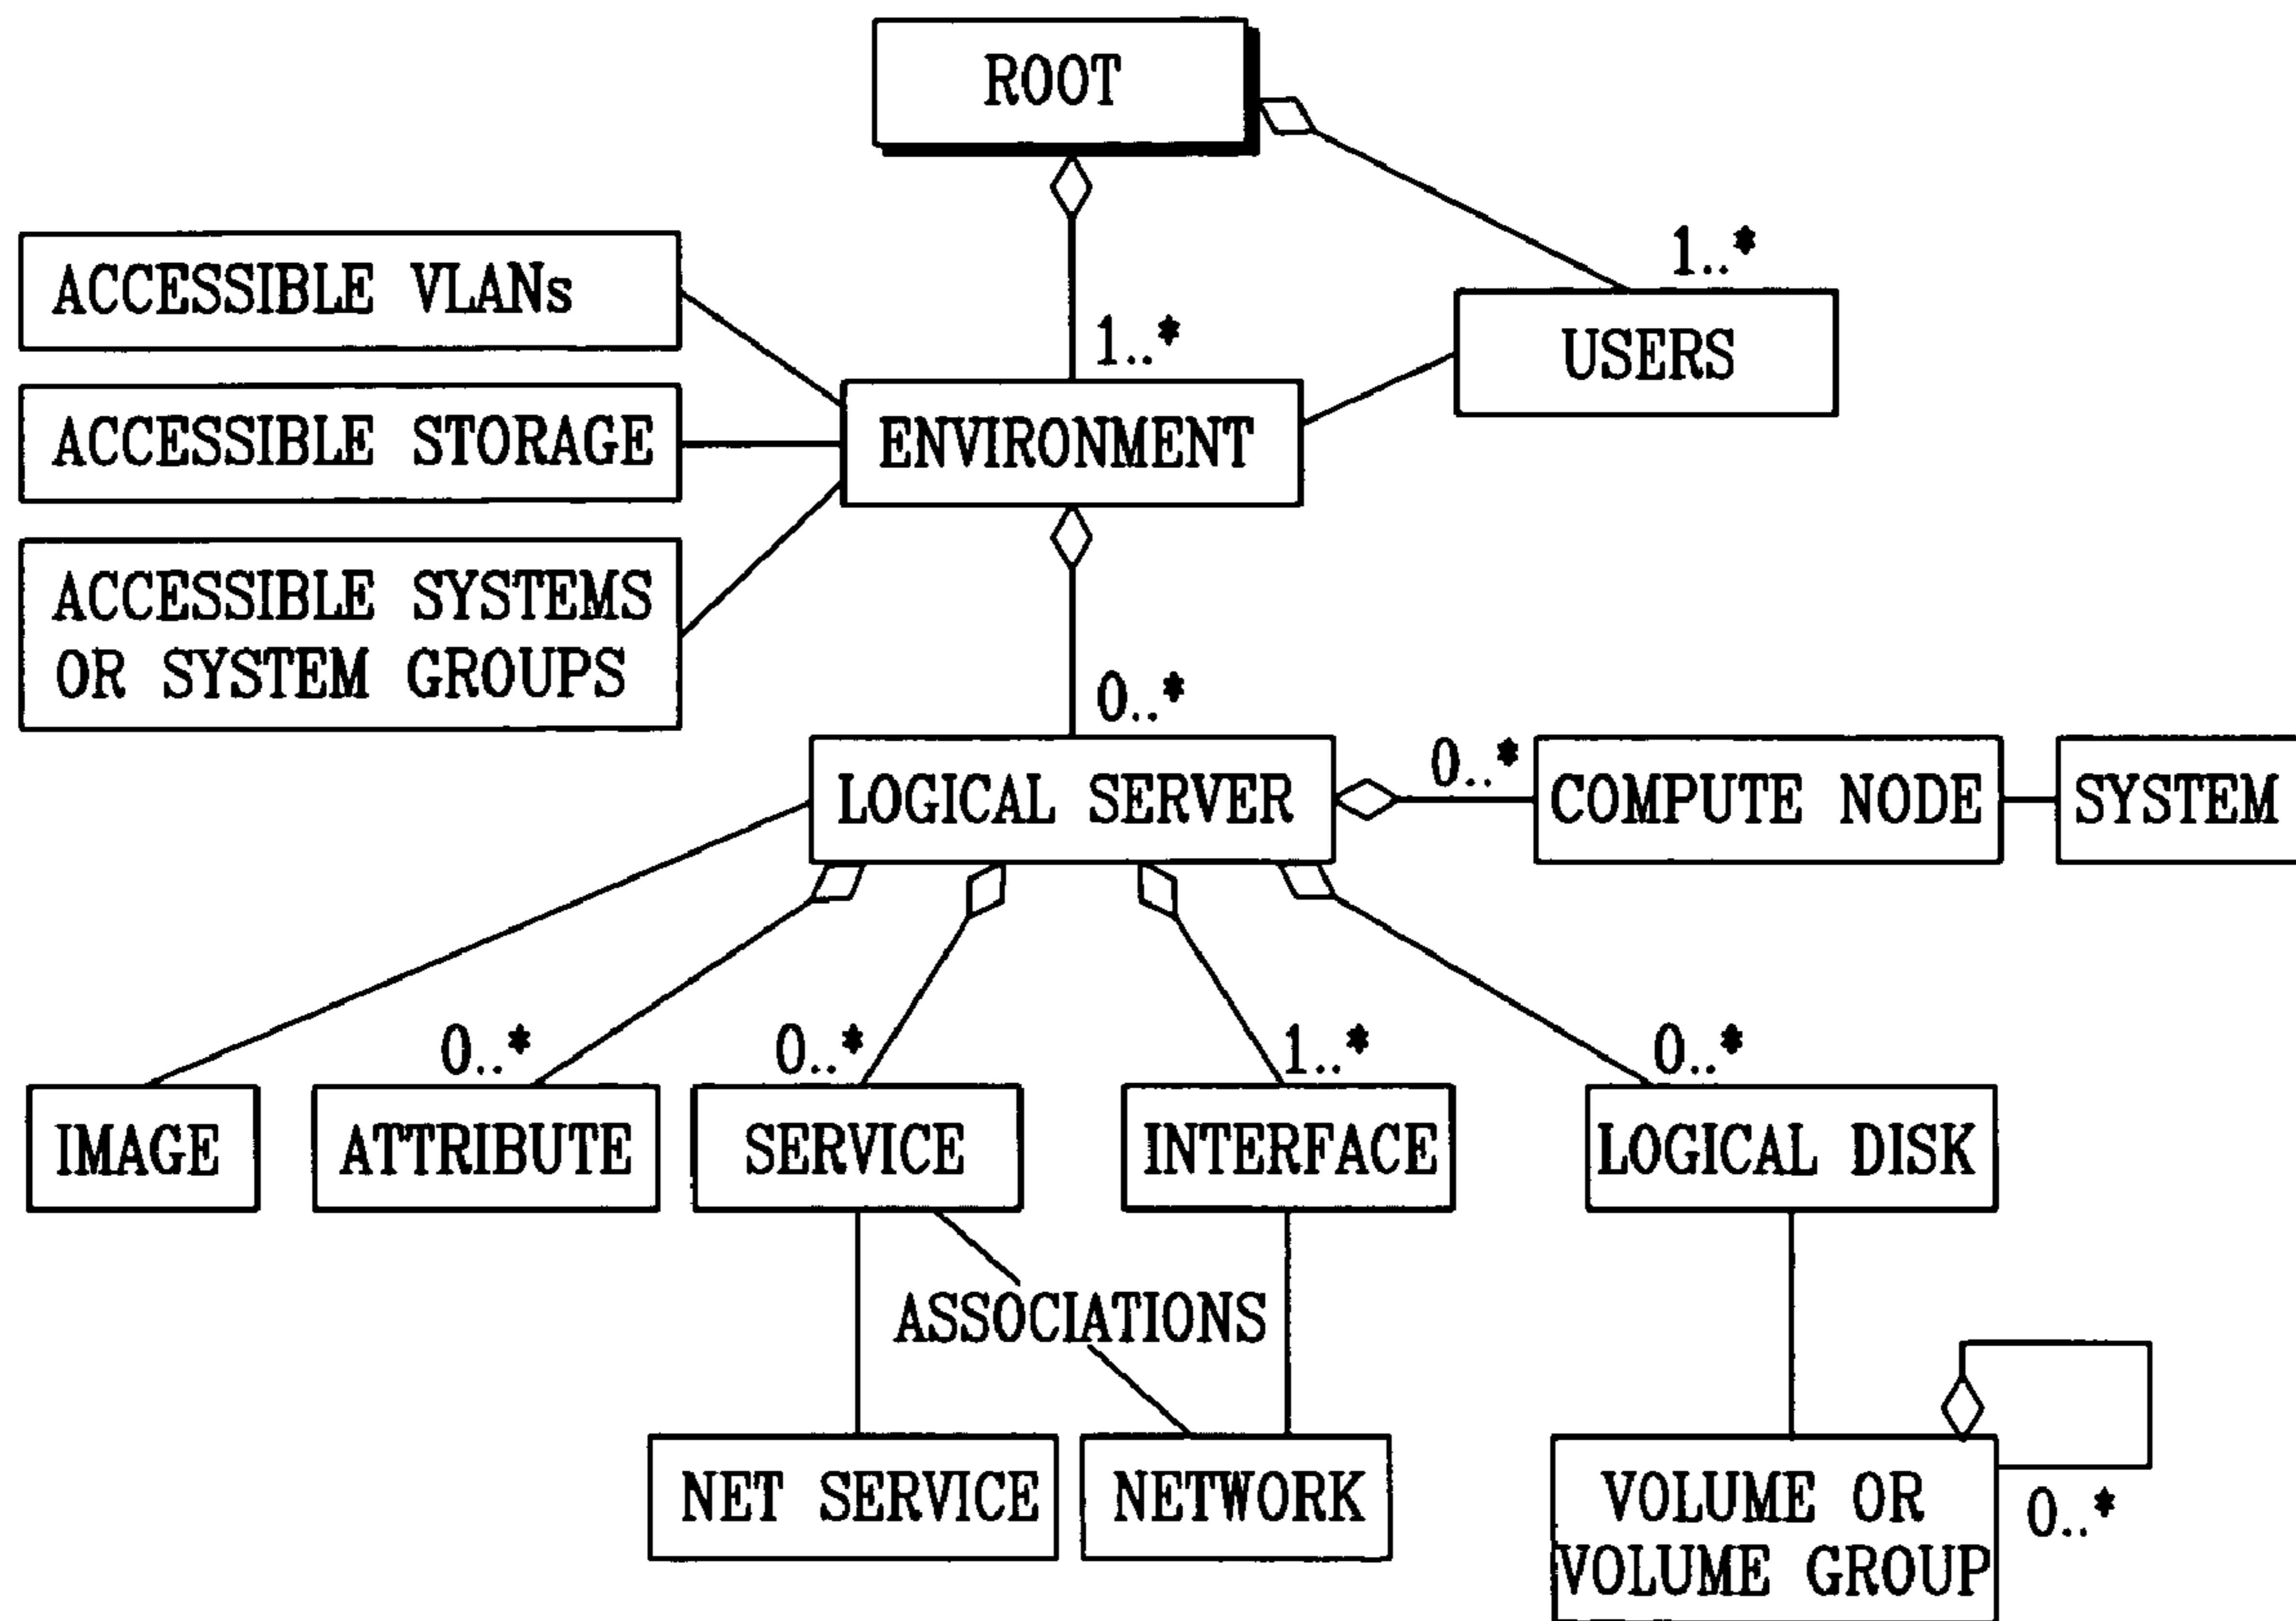 ROOT
1..*
ACCESSIBLE VLANs
1..*
USERS
ACCESSIBLE STORAGE
ENVIRONMENT
ACCESSIBLE SYSTEMS
OR SYSTEM GROUPS
0..*
LOGICAL SERVER
0..*
COMPUTE NODE
SYSTEM
0..*
0..*
1..*
0..*
IMAGE
ATTRIBUTE
SERVICE
INTERFACE
LOGICAL DISK
ASSOCIATIONS
NET SERVICE
NETWORK
VOLUME OR
VOLUME GROUP
0..*